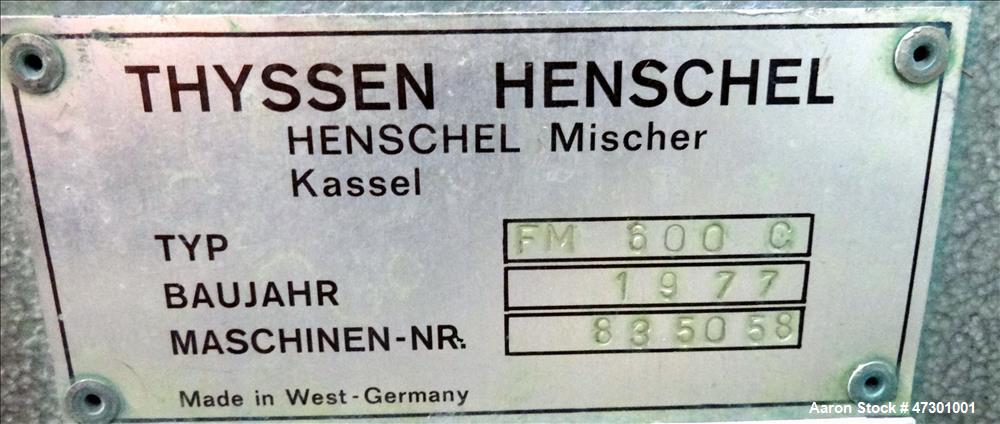 THYSSEN HENSCHEL
HENSCHEL Mischer
Kassel
TYP FM 600 C
BAUJAHR 1977
MASCHINEN-NR. 835058
Made in West-Germany
Aaron Stock # 47301001